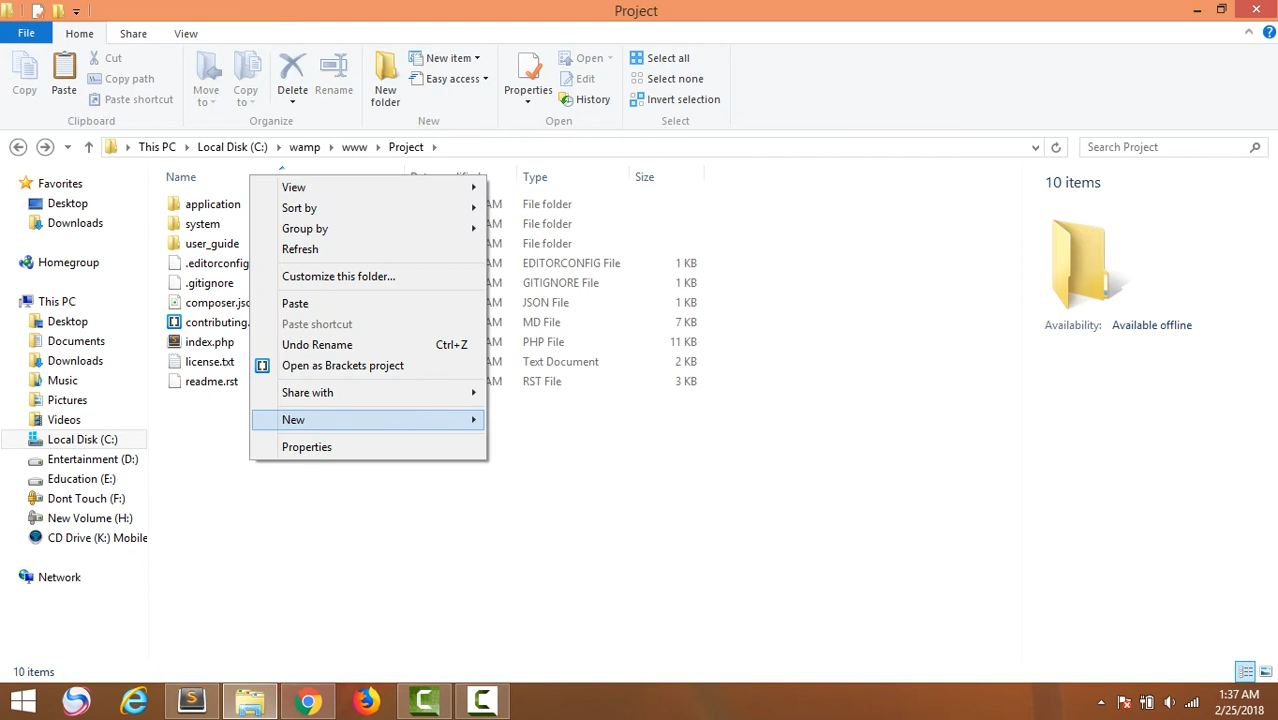 Project
File
Home
Share
View
Copy
Paste
Cut
Copy path
Paste shortcut
Clipboard
Move to
Copy to
Delete
Rename
Organize
New folder
New item
Easy access
New
Properties
Open
Edit
History
Open
Select all
Select none
Invert selection
Select
This PC
Local Disk (C:)
wamp
www
Project
Search Project
Favorites
Desktop
Downloads
Homegroup
This PC
Desktop
Documents
Downloads
Music
Pictures
Videos
Local Disk (C:)
Entertainment (D:)
Education (E:)
Dont Touch (F:)
New Volume (H:)
CD Drive (K:) Mobile
Network
Name
Type
Size
application
AM
File folder
system
AM
File folder
user_guide
AM
File folder
.editorconfig
AM
EDITORCONFIG File
1 KB
.gitignore
AM
GITIGNORE File
1 KB
composer.jsc
AM
JSON File
1 KB
contributing.
AM
MD File
7 KB
index.php
AM
PHP File
11 KB
license.txt
AM
Text Document
2 KB
readme.rst
AM
RST File
3 KB
View
Sort by
Group by
Refresh
Customize this folder...
Paste
Paste shortcut
Undo Rename Ctrl+Z
Open as Brackets project
Share with
New
Properties
10 items
Availability: Available offline
10 items
1:37 AM
2/25/2018